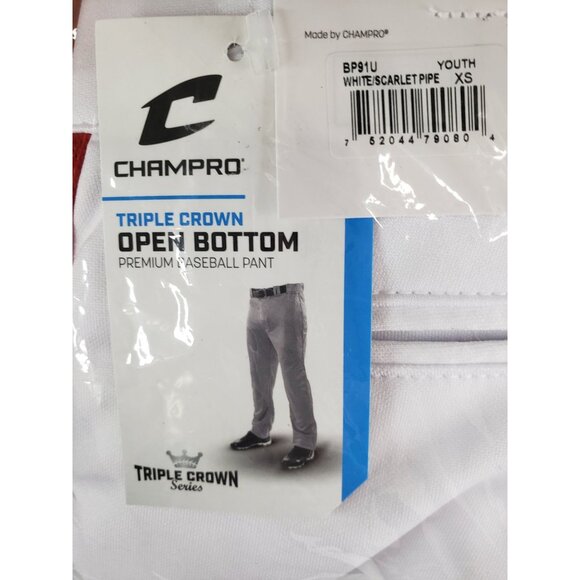 Made by CHAMPRO®
BP91U YOUTH
WHITE/SCARLET PIPE XS
7 52044 79080 4
C
CHAMPRO®
TRIPLE CROWN
OPEN BOTTOM
PREMIUM BASEBALL PANT
TRIPLE CROWN
Series